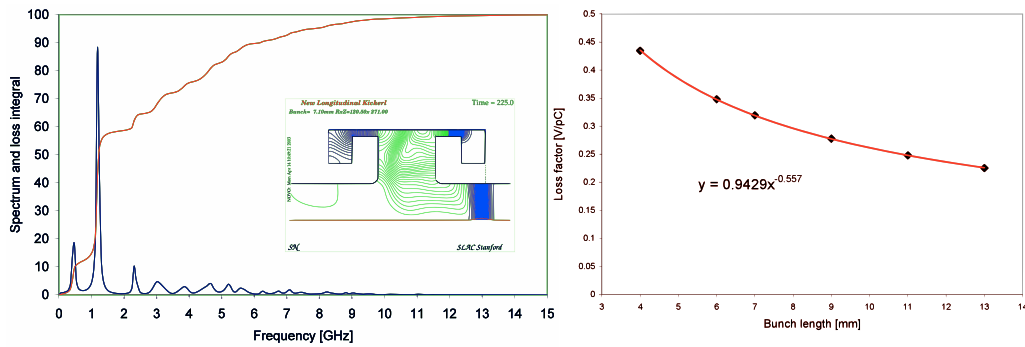 Spectrum and loss integral
100
90
80
70
60
50
40
30
20
10
0
0 1 2 3 4 5 6 7 8 9 10 11 12 13 14 15
Frequency [GHz]
New Longitudinal Kicker1
Time = 225.0
SN
SLAC Stanford
Loss factor [V/pC]
0.5
0.45
0.4
0.35
0.3
0.25
0.2
0.15
0.1
0.05
0
3 4 5 6 7 8 9 10 11 12 13 14
Bunch length [mm]
y = 0.9429x^-0.557